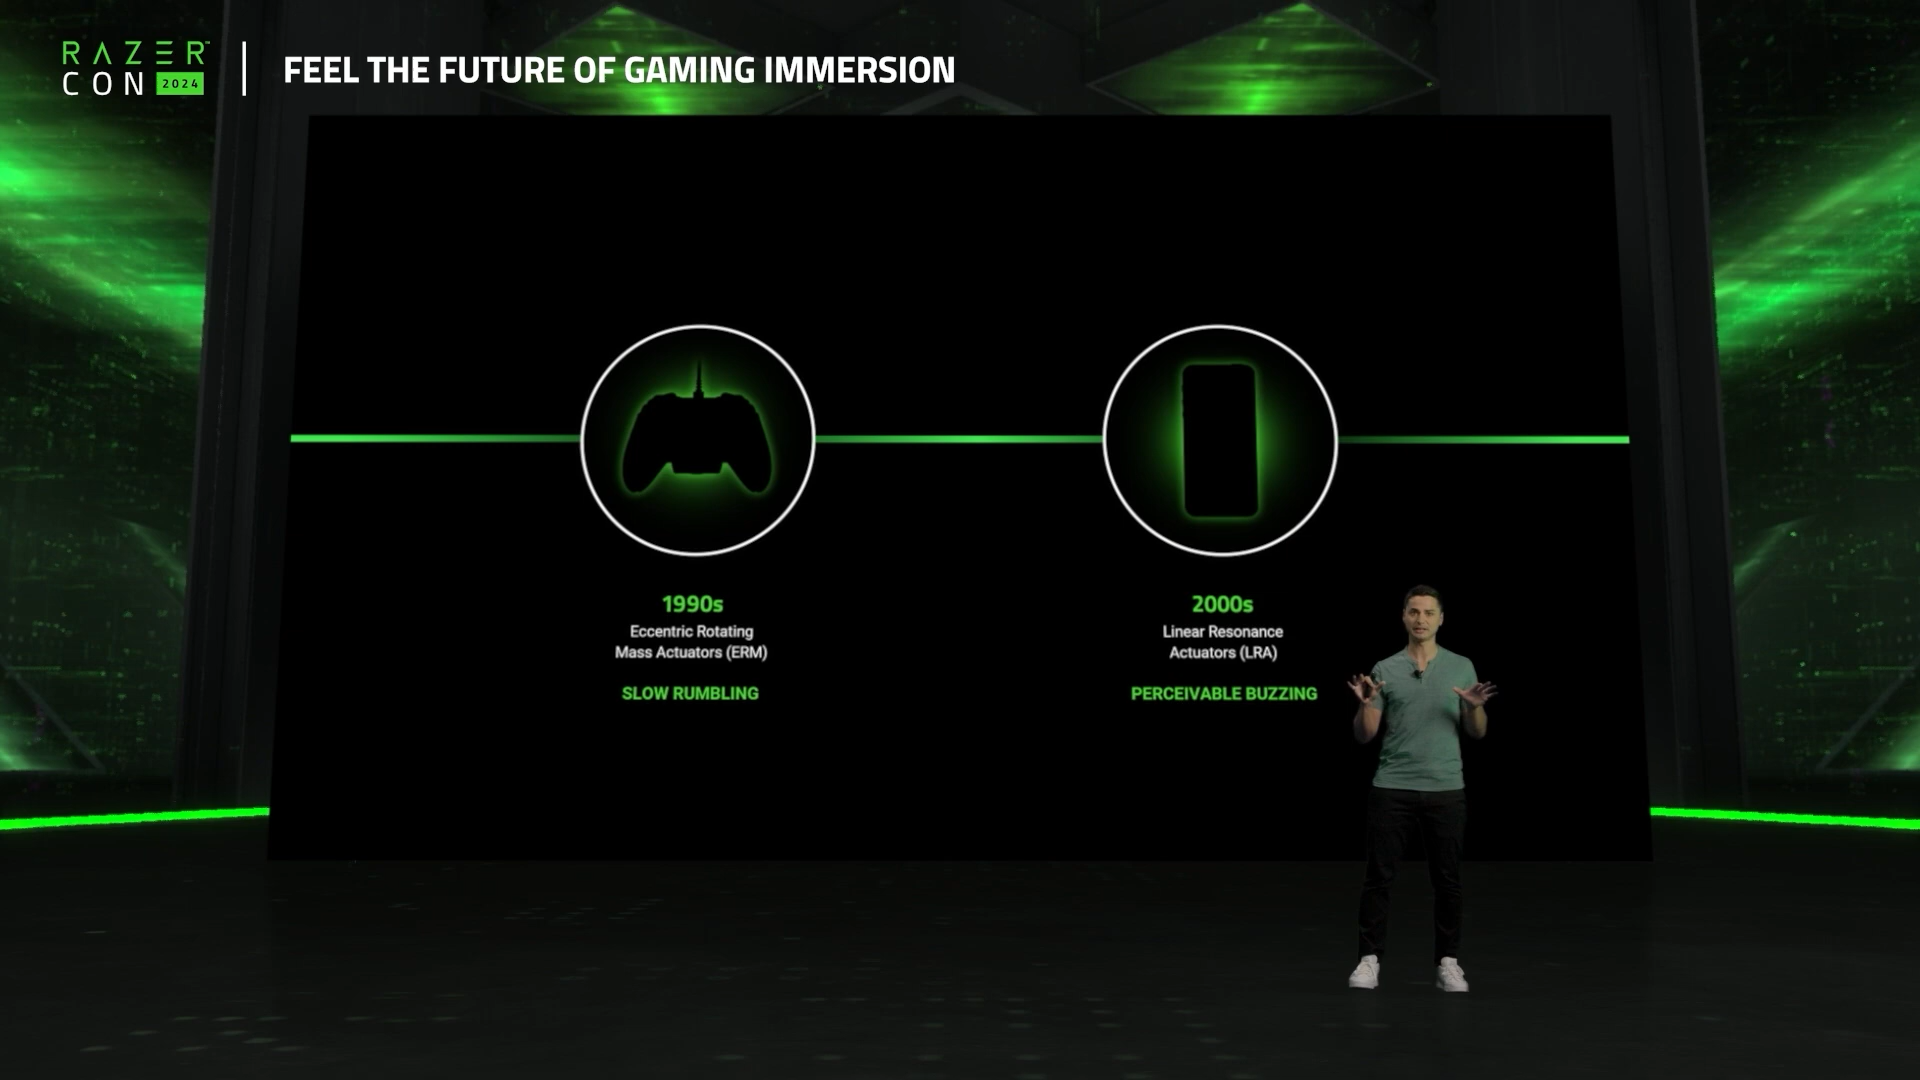 RAZER
CON 2024
FEEL THE FUTURE OF GAMING IMMERSION
1990s
Eccentric Rotating
Mass Actuators (ERM)
SLOW RUMBLING
2000s
Linear Resonance
Actuators (LRA)
PERCEIVABLE BUZZING